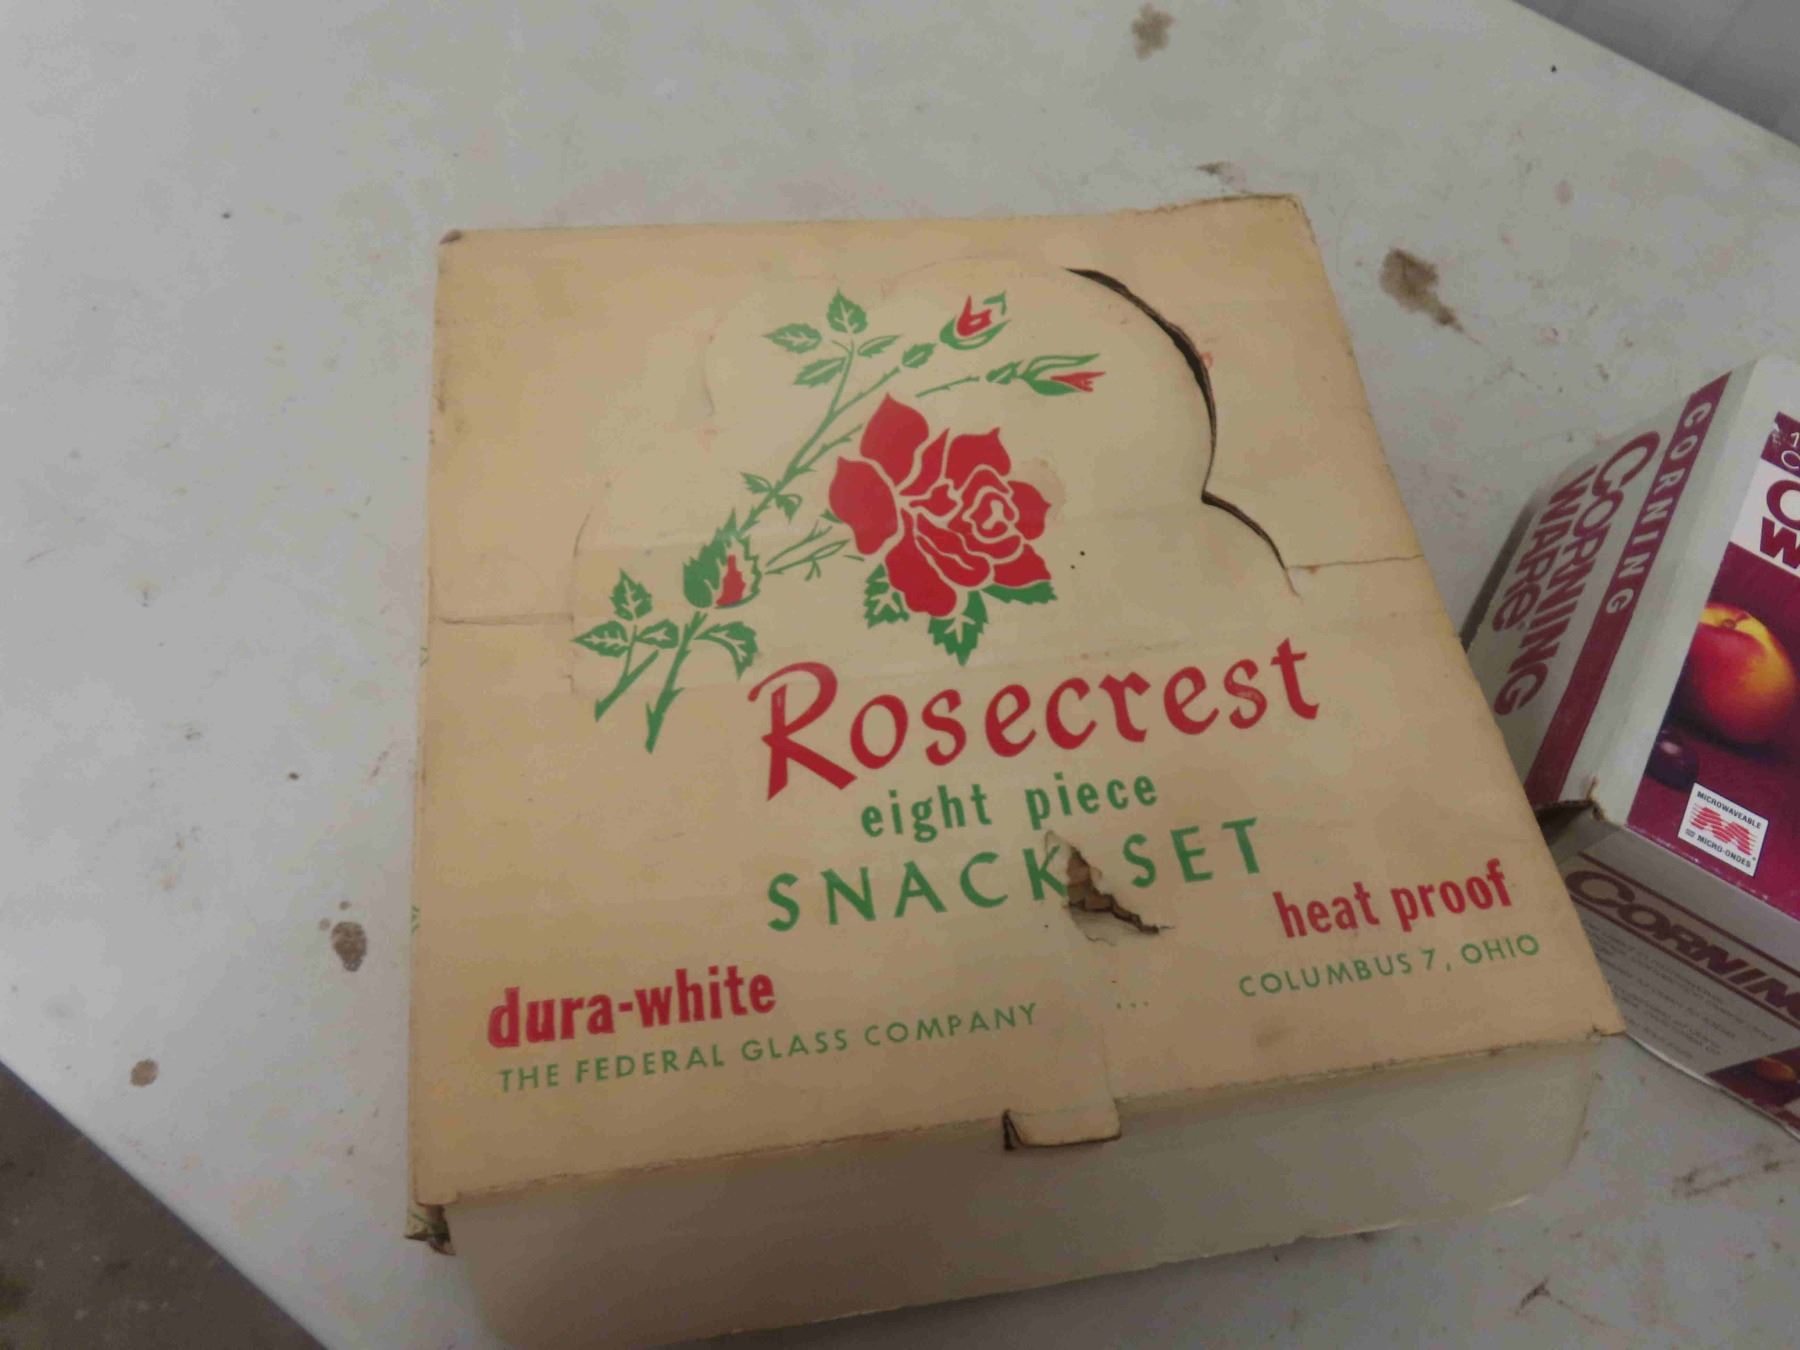 Rosecrest
eight piece
SNACK SET
heat proof
dura-white
THE FEDERAL GLASS COMPANY ... COLUMBUS 7, OHIO
CORNING
CORNING
WARE
CORNING
MICROWAVEABLE
MICRO-ONDES